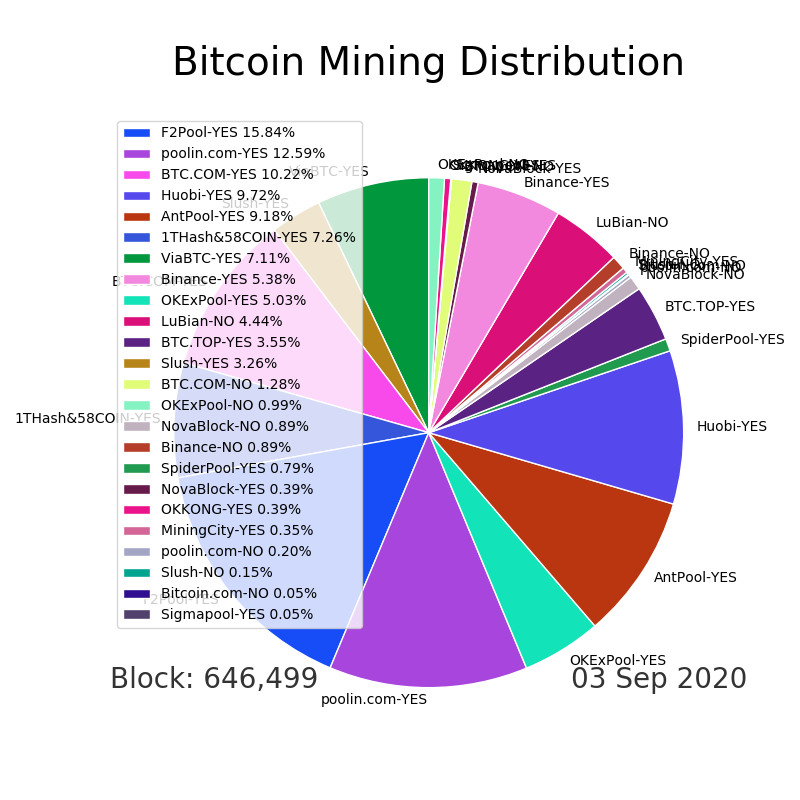 Bitcoin Mining Distribution
F2Pool-YES 15.84%
poolin.com-YES 12.59%
BTC.COM-YES 10.22%
Huobi-YES 9.72%
AntPool-YES 9.18%
1THash&58COIN-YES 7.26%
ViaBTC-YES 7.11%
Binance-YES 5.38%
OKExPool-YES 5.03%
LuBian-NO 4.44%
BTC.TOP-YES 3.55%
Slush-YES 3.26%
BTC.COM-NO 1.28%
OKExPool-NO 0.99%
NovaBlock-NO 0.89%
Binance-NO 0.89%
SpiderPool-YES 0.79%
NovaBlock-YES 0.39%
OKKONG-YES 0.39%
MiningCity-YES 0.35%
poolin.com-NO 0.20%
Slush-NO 0.15%
Bitcoin.com-NO 0.05%
Sigmapool-YES 0.05%
NovaBlock-YES
Binance-YES
LuBian-NO
Binance-NO
NovaBlock-NO
BTC.TOP-YES
SpiderPool-YES
Huobi-YES
AntPool-YES
OKExPool-YES
poolin.com-YES
F2Pool-YES
1THash&58COIN-YES
Slush-YES
Block: 646,499
03 Sep 2020